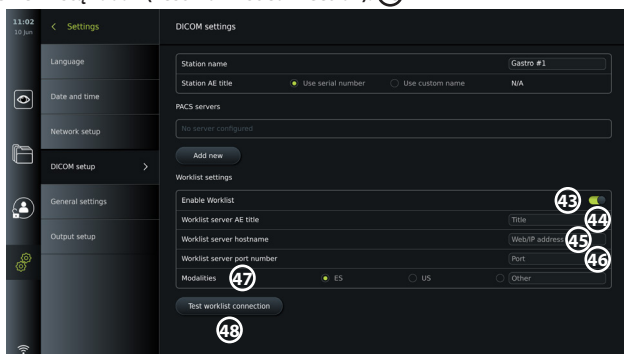 11:02
10 Jun
Settings
DICOM settings
Language
Date and time
Network setup
DICOM setup
General settings
Output setup
Station name
Gastro #1
Station AE title
Use serial number
Use custom name
N/A
PACS servers
No server configured
Add new
Worklist settings
Enable Worklist
43
Worklist server AE title
Title
44
Worklist server hostname
Web/IP address
45
Worklist server port number
Port
46
Modalities
47
ES
US
Other
Test worklist connection
48